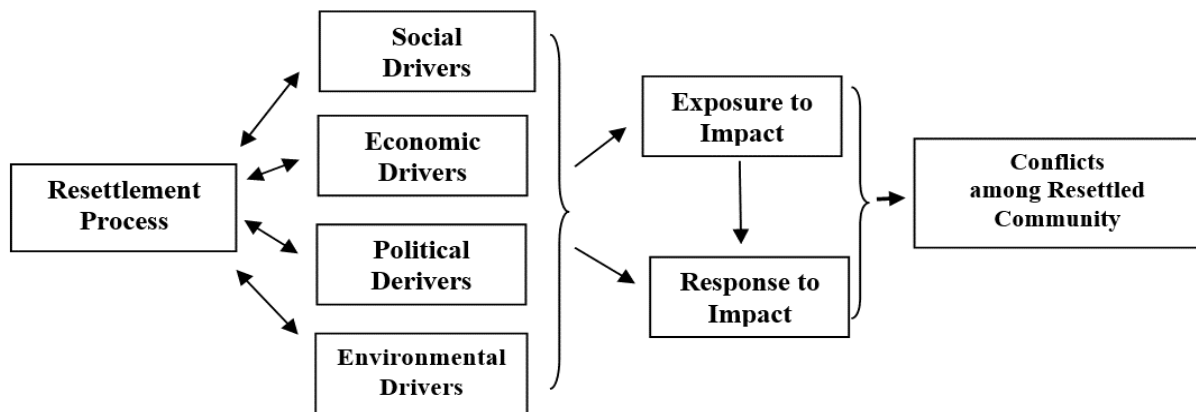 Resettlement
Process
Social
Drivers
Economic
Drivers
Political
Derivers
Environmental
Drivers
Exposure to
Impact
Response to
Impact
Conflicts
among Resettled
Community